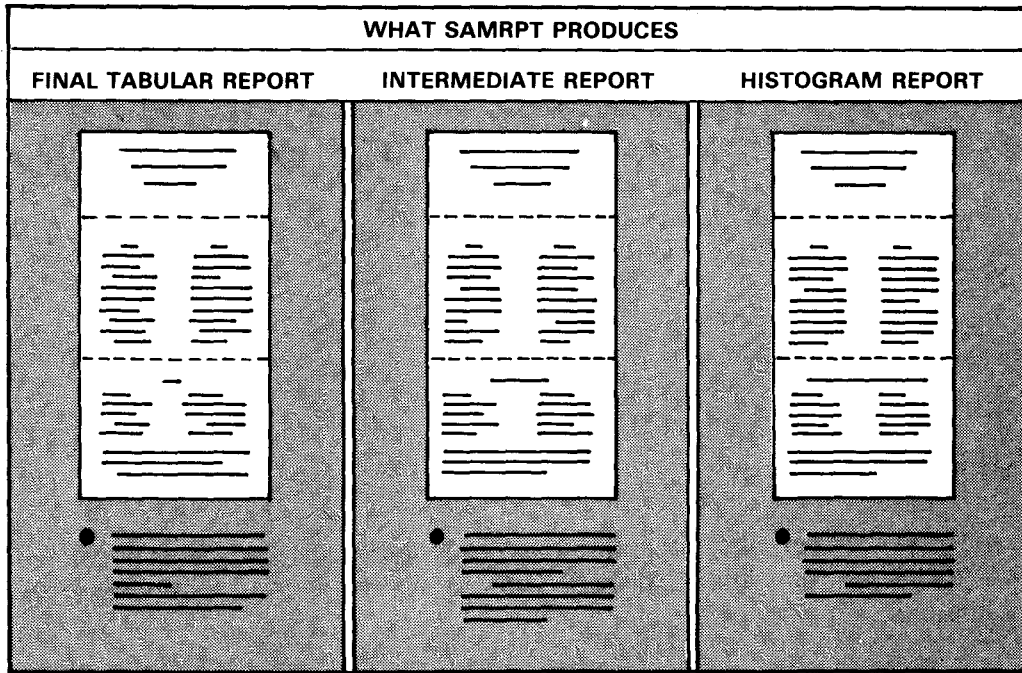 WHAT SAMRPT PRODUCES
FINAL TABULAR REPORT
INTERMEDIATE REPORT
HISTOGRAM REPORT